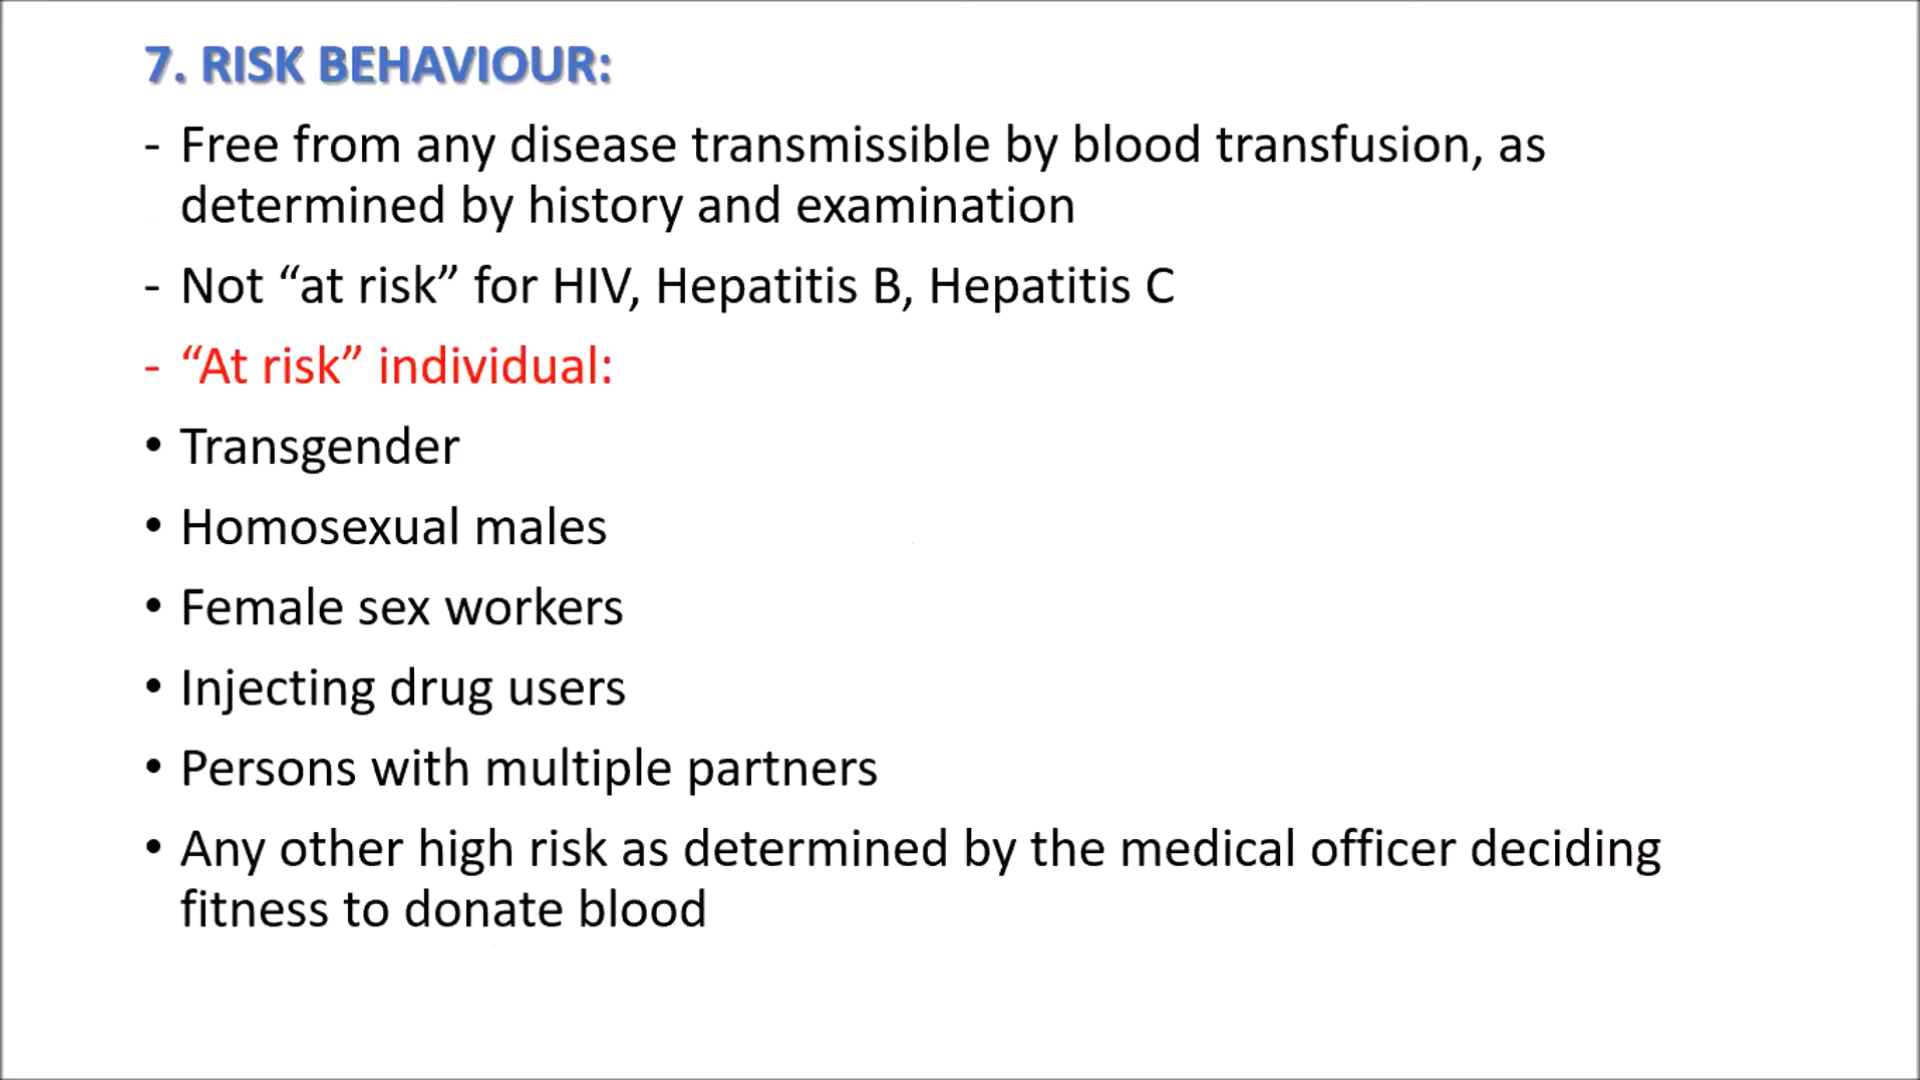 7. RISK BEHAVIOUR:
- Free from any disease transmissible by blood transfusion, as
determined by history and examination
- Not “at risk” for HIV, Hepatitis B, Hepatitis C
- “At risk” individual:
• Transgender
• Homosexual males
• Female sex workers
• Injecting drug users
• Persons with multiple partners
• Any other high risk as determined by the medical officer deciding
fitness to donate blood